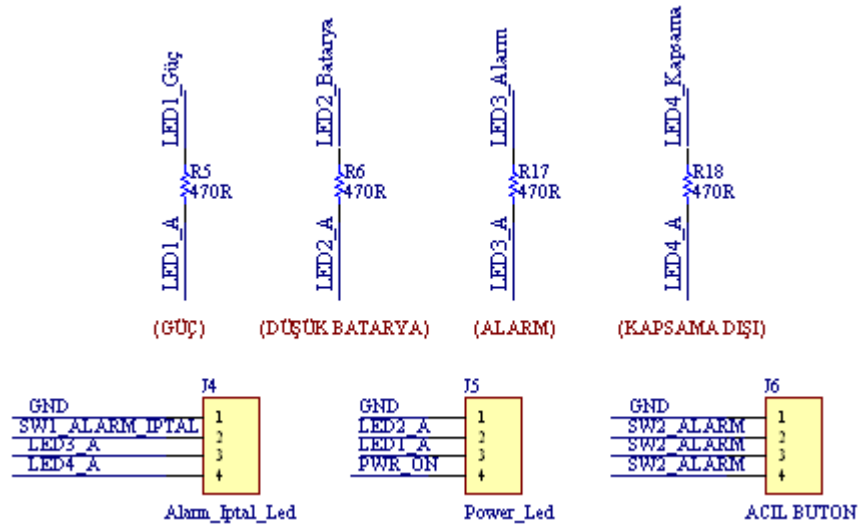 LED1_Güç
LED2_Batarya
LED3_Alarm
LED4_Kapsama
R5
470R
R6
470R
R17
470R
R18
470R
LED1_A
LED2_A
LED3_A
LED4_A
(GÜÇ)
(DÜŞÜK BATARYA)
(ALARM)
(KAPSAMA DIŞI)
J4
GND 1
SW1_ALARM_IPTAL 2
LED3_A 3
LED4_A 4
Alarm_Iptal_Led
J5
GND 1
LED2_A 2
LED1_A 3
PWR_ON 4
Power_Led
J6
GND 1
SW2_ALARM 2
SW2_ALARM 3
SW2_ALARM 4
ACIL BUTON